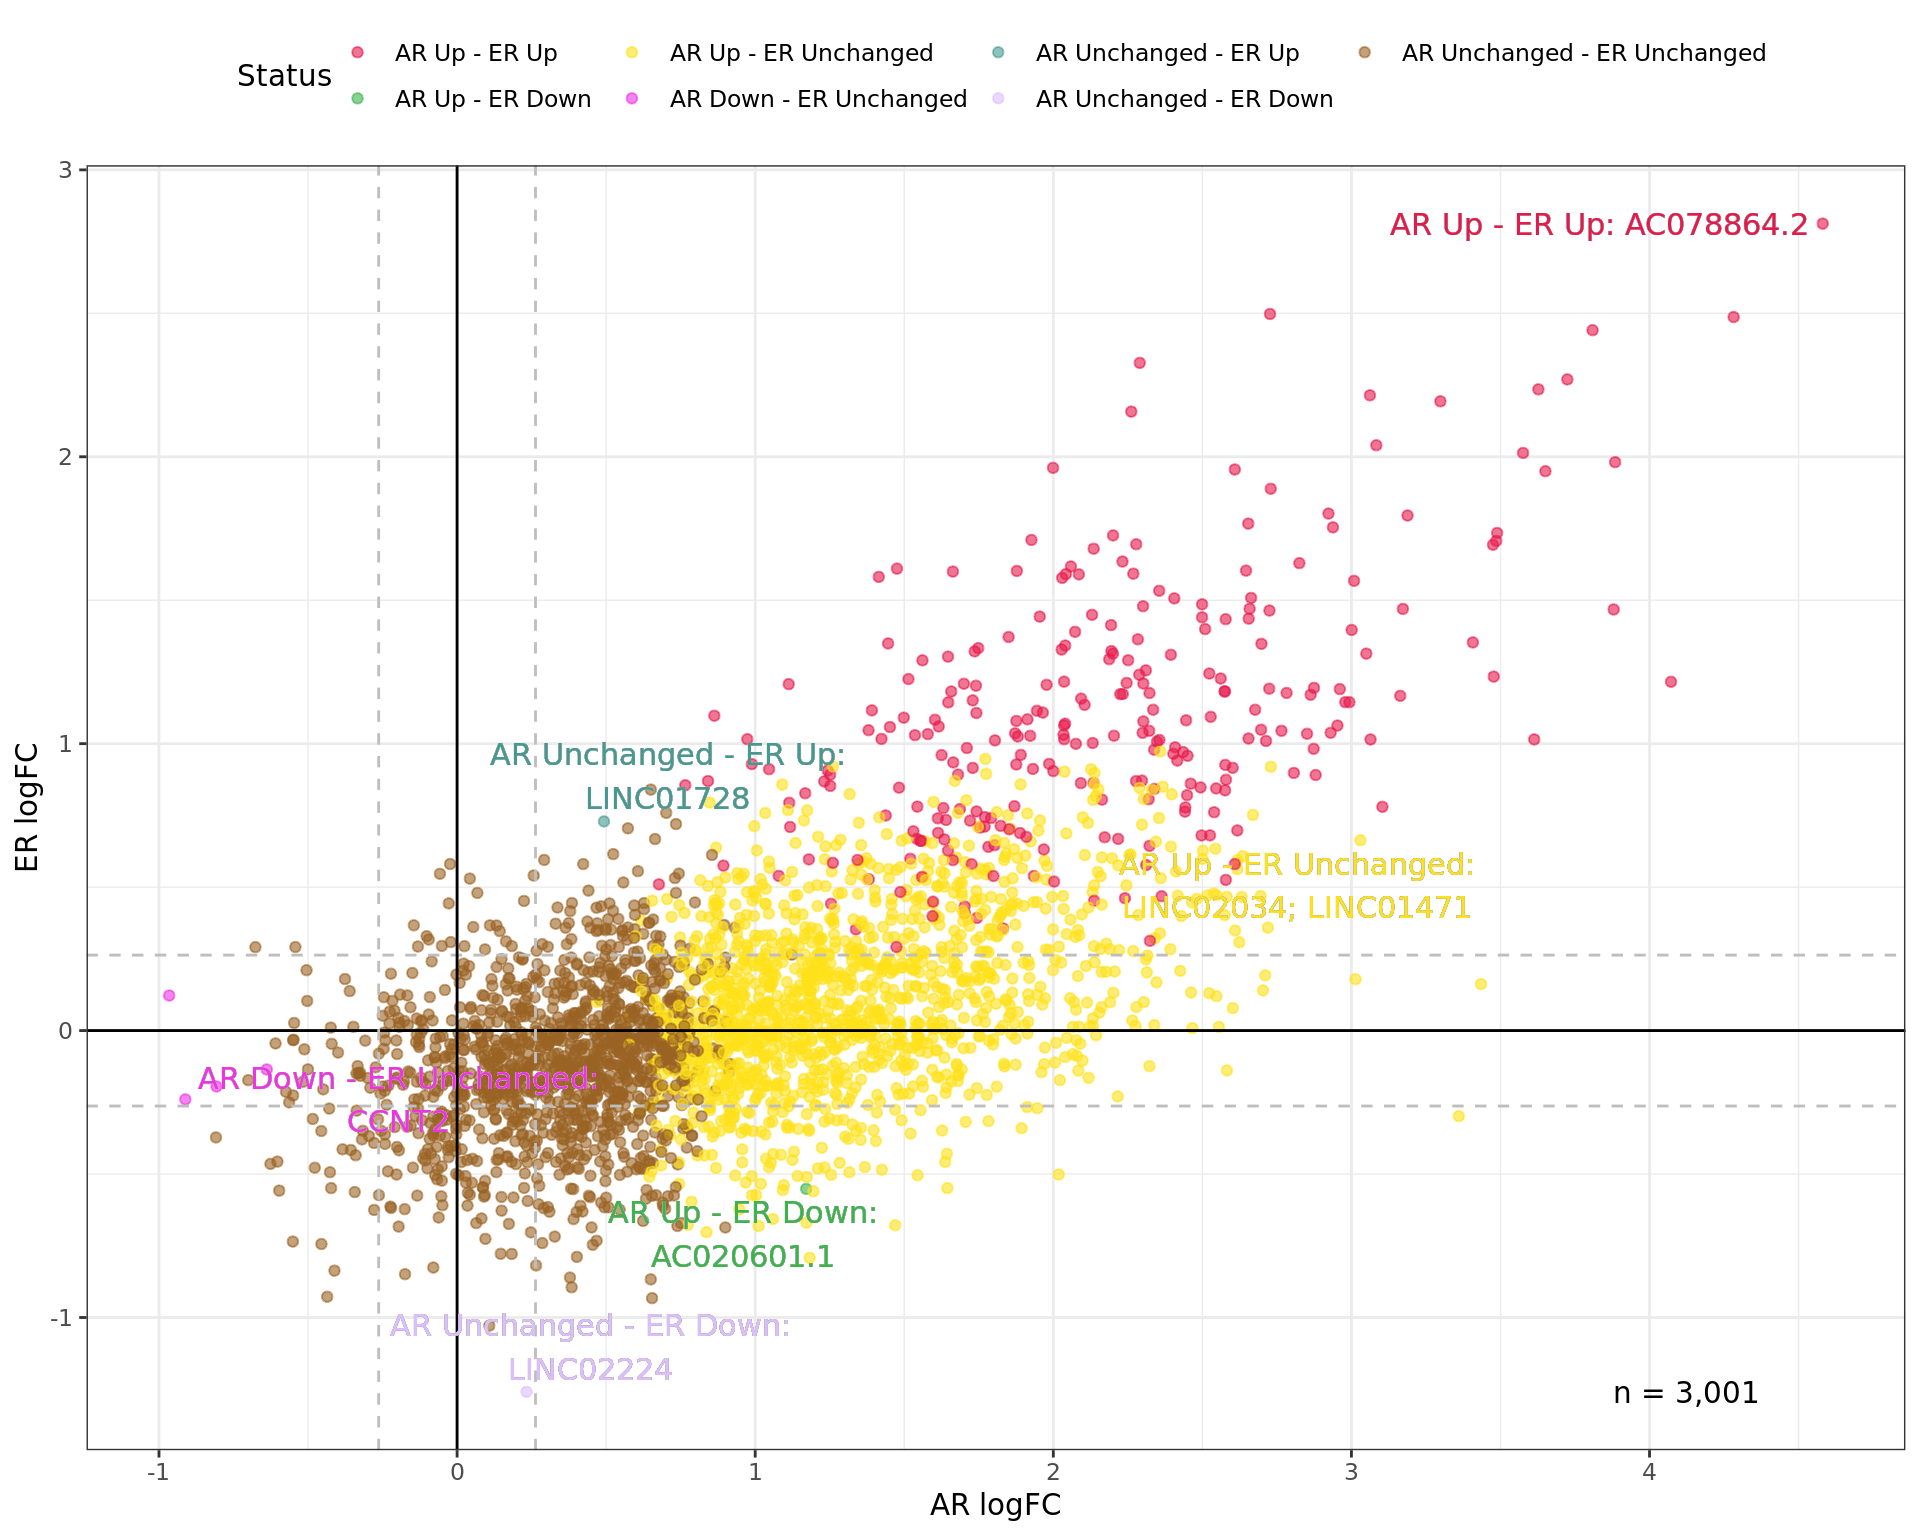 Status
AR Up - ER Up
AR Up - ER Unchanged
AR Unchanged - ER Up
AR Unchanged - ER Unchanged
AR Up - ER Down
AR Down - ER Unchanged
AR Unchanged - ER Down
3
AR Up - ER Up: AC078864.2
2
1
AR Unchanged - ER Up:
LINC01728
ER logFC
AR Up - ER Unchanged:
LINC02034; LINC01471
0
AR Down - ER Unchanged:
CCNT2
AR Up - ER Down:
AC020601.1
-1
AR Unchanged - ER Down:
LINC02224
n = 3,001
-1
0
1
2
3
4
AR logFC